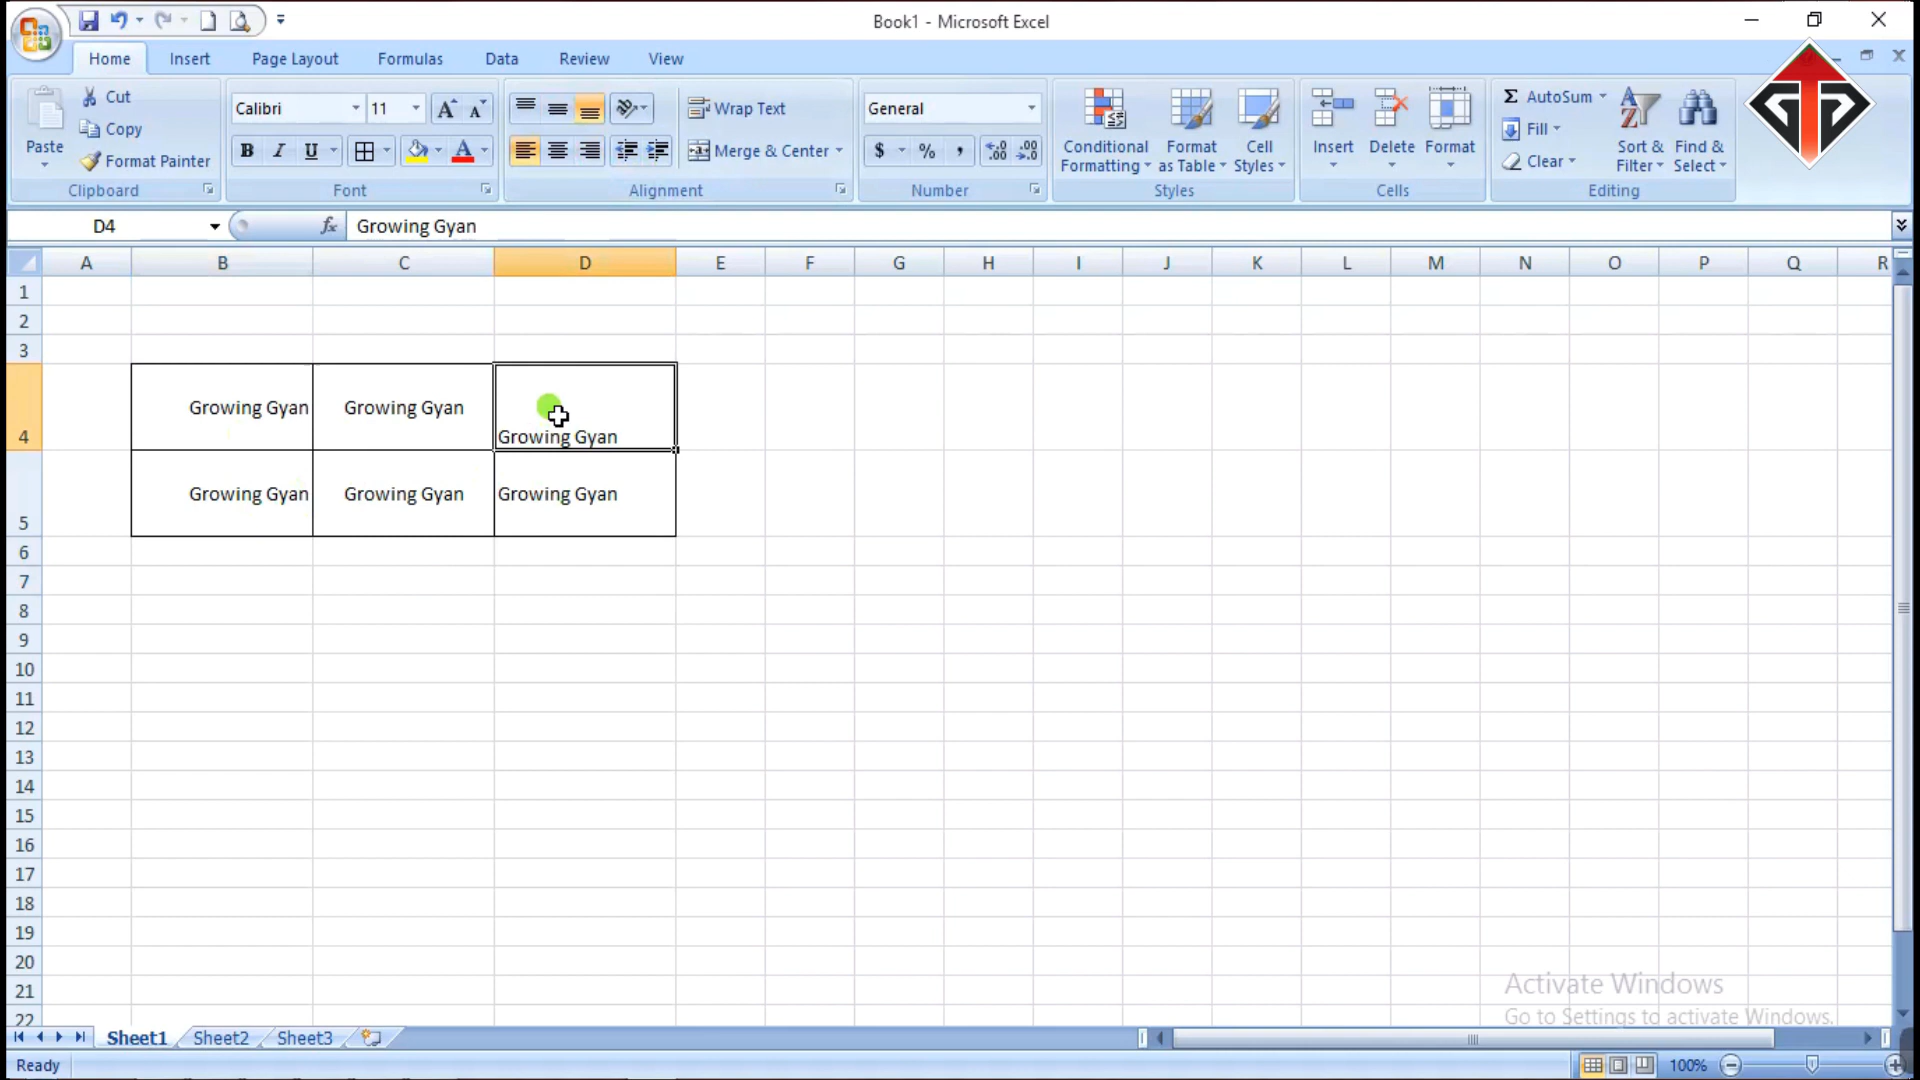 Book1 - Microsoft Excel
Home Insert Page Layout Formulas Data Review View
Paste Cut Copy Format Painter
Clipboard
Calibri 11
B I U A
Font
Wrap Text
Merge & Center
Alignment
General
$ % ,
Number
Conditional Formatting Format as Table Cell Styles
Styles
Insert Delete Format
Cells
Σ AutoSum
Fill
Clear
Sort & Filter Find & Select
Editing
D4 fx Growing Gyan
A B C D E F G H I J K L M N O P Q R
1
2
3
4 Growing Gyan Growing Gyan Growing Gyan
5 Growing Gyan Growing Gyan Growing Gyan
6
7
8
9
10
11
12
13
14
15
16
17
18
19
20
21
22
Activate Windows
Go to Settings to activate Windows.
Sheet1 Sheet2 Sheet3
Ready 100%